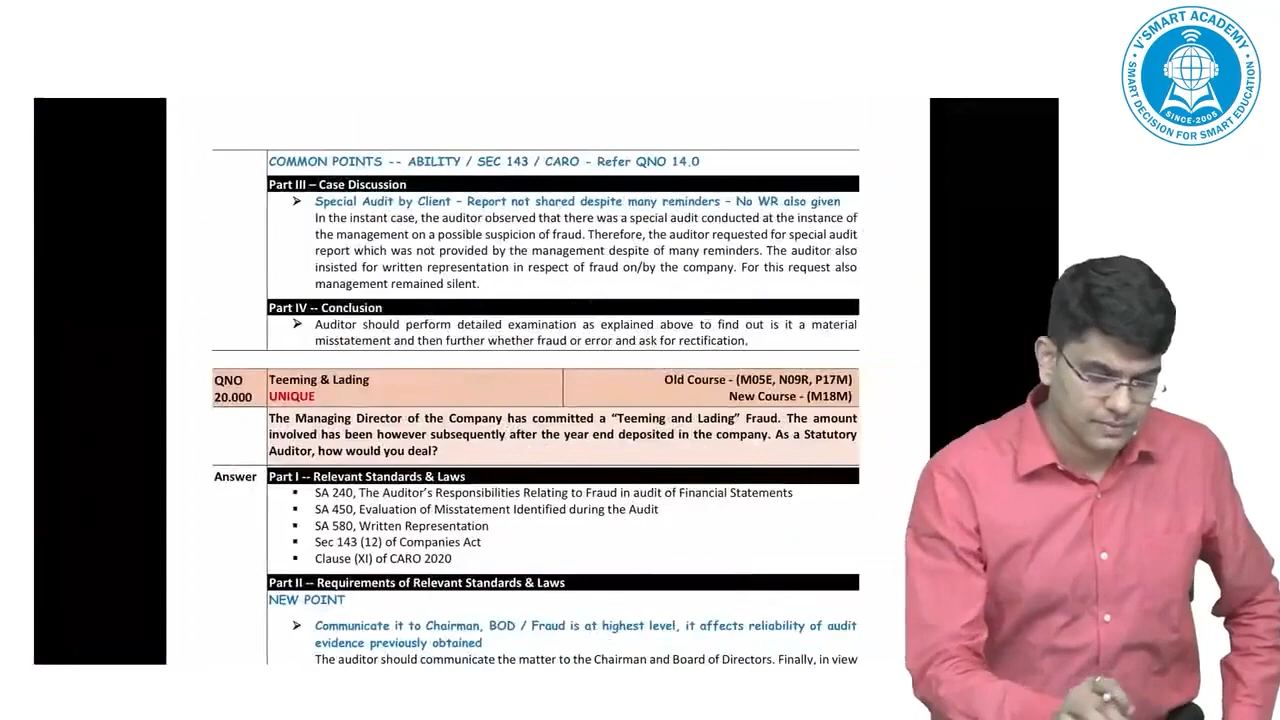 V'SMART ACADEMY
SMART DECISION FOR SMART EDUCATION
SINCE-2005
COMMON POINTS -- ABILITY / SEC 143 / CARO – Refer QNO 14.0
Part III – Case Discussion
➢ Special Audit by Client – Report not shared despite many reminders – No WR also given
In the instant case, the auditor observed that there was a special audit conducted at the instance of
the management on a possible suspicion of fraud. Therefore, the auditor requested for special audit
report which was not provided by the management despite of many reminders. The auditor also
insisted for written representation in respect of fraud on/by the company. For this request also
management remained silent.
Part IV -- Conclusion
➢ Auditor should perform detailed examination as explained above to find out is it a material
misstatement and then further whether fraud or error and ask for rectification.
QNO Teeming & Lading Old Course - (M05E, N09R, P17M)
20.000 UNIQUE New Course - (M18M)
The Managing Director of the Company has committed a “Teeming and Lading” Fraud. The amount
involved has been however subsequently after the year end deposited in the company. As a Statutory
Auditor, how would you deal?
Answer Part I -- Relevant Standards & Laws
▪ SA 240, The Auditor’s Responsibilities Relating to Fraud in audit of Financial Statements
▪ SA 450, Evaluation of Misstatement Identified during the Audit
▪ SA 580, Written Representation
▪ Sec 143 (12) of Companies Act
▪ Clause (XI) of CARO 2020
Part II -- Requirements of Relevant Standards & Laws
NEW POINT
➢ Communicate it to Chairman, BOD / Fraud is at highest level, it affects reliability of audit
evidence previously obtained
The auditor should communicate the matter to the Chairman and Board of Directors. Finally, in view